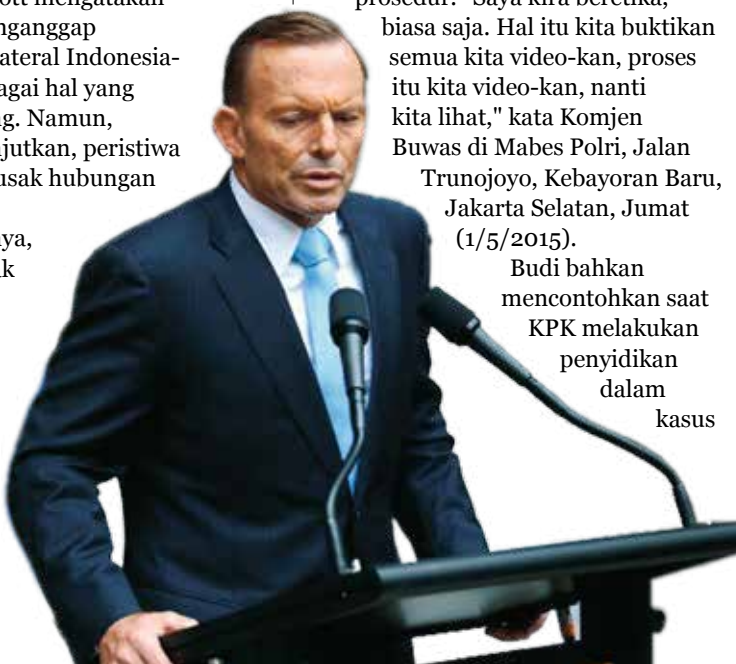 ott mengatakan
nganggap
ateral Indonesia-
agai hal yang
g. Namun,
jutkan, peristiwa
usak hubungan
ya,
k
prosedur. "Saya kira beretika,
biasa saja. Hal itu kita buktikan
semua kita video-kan, proses
itu kita video-kan, nanti
kita lihat," kata Komjen
Buwas di Mabes Polri, Jalan
Trunojoyo, Kebayoran Baru,
Jakarta Selatan, Jumat
(1/5/2015).
Budi bahkan
mencontohkan saat
KPK melakukan
penyidikan
dalam
kasus